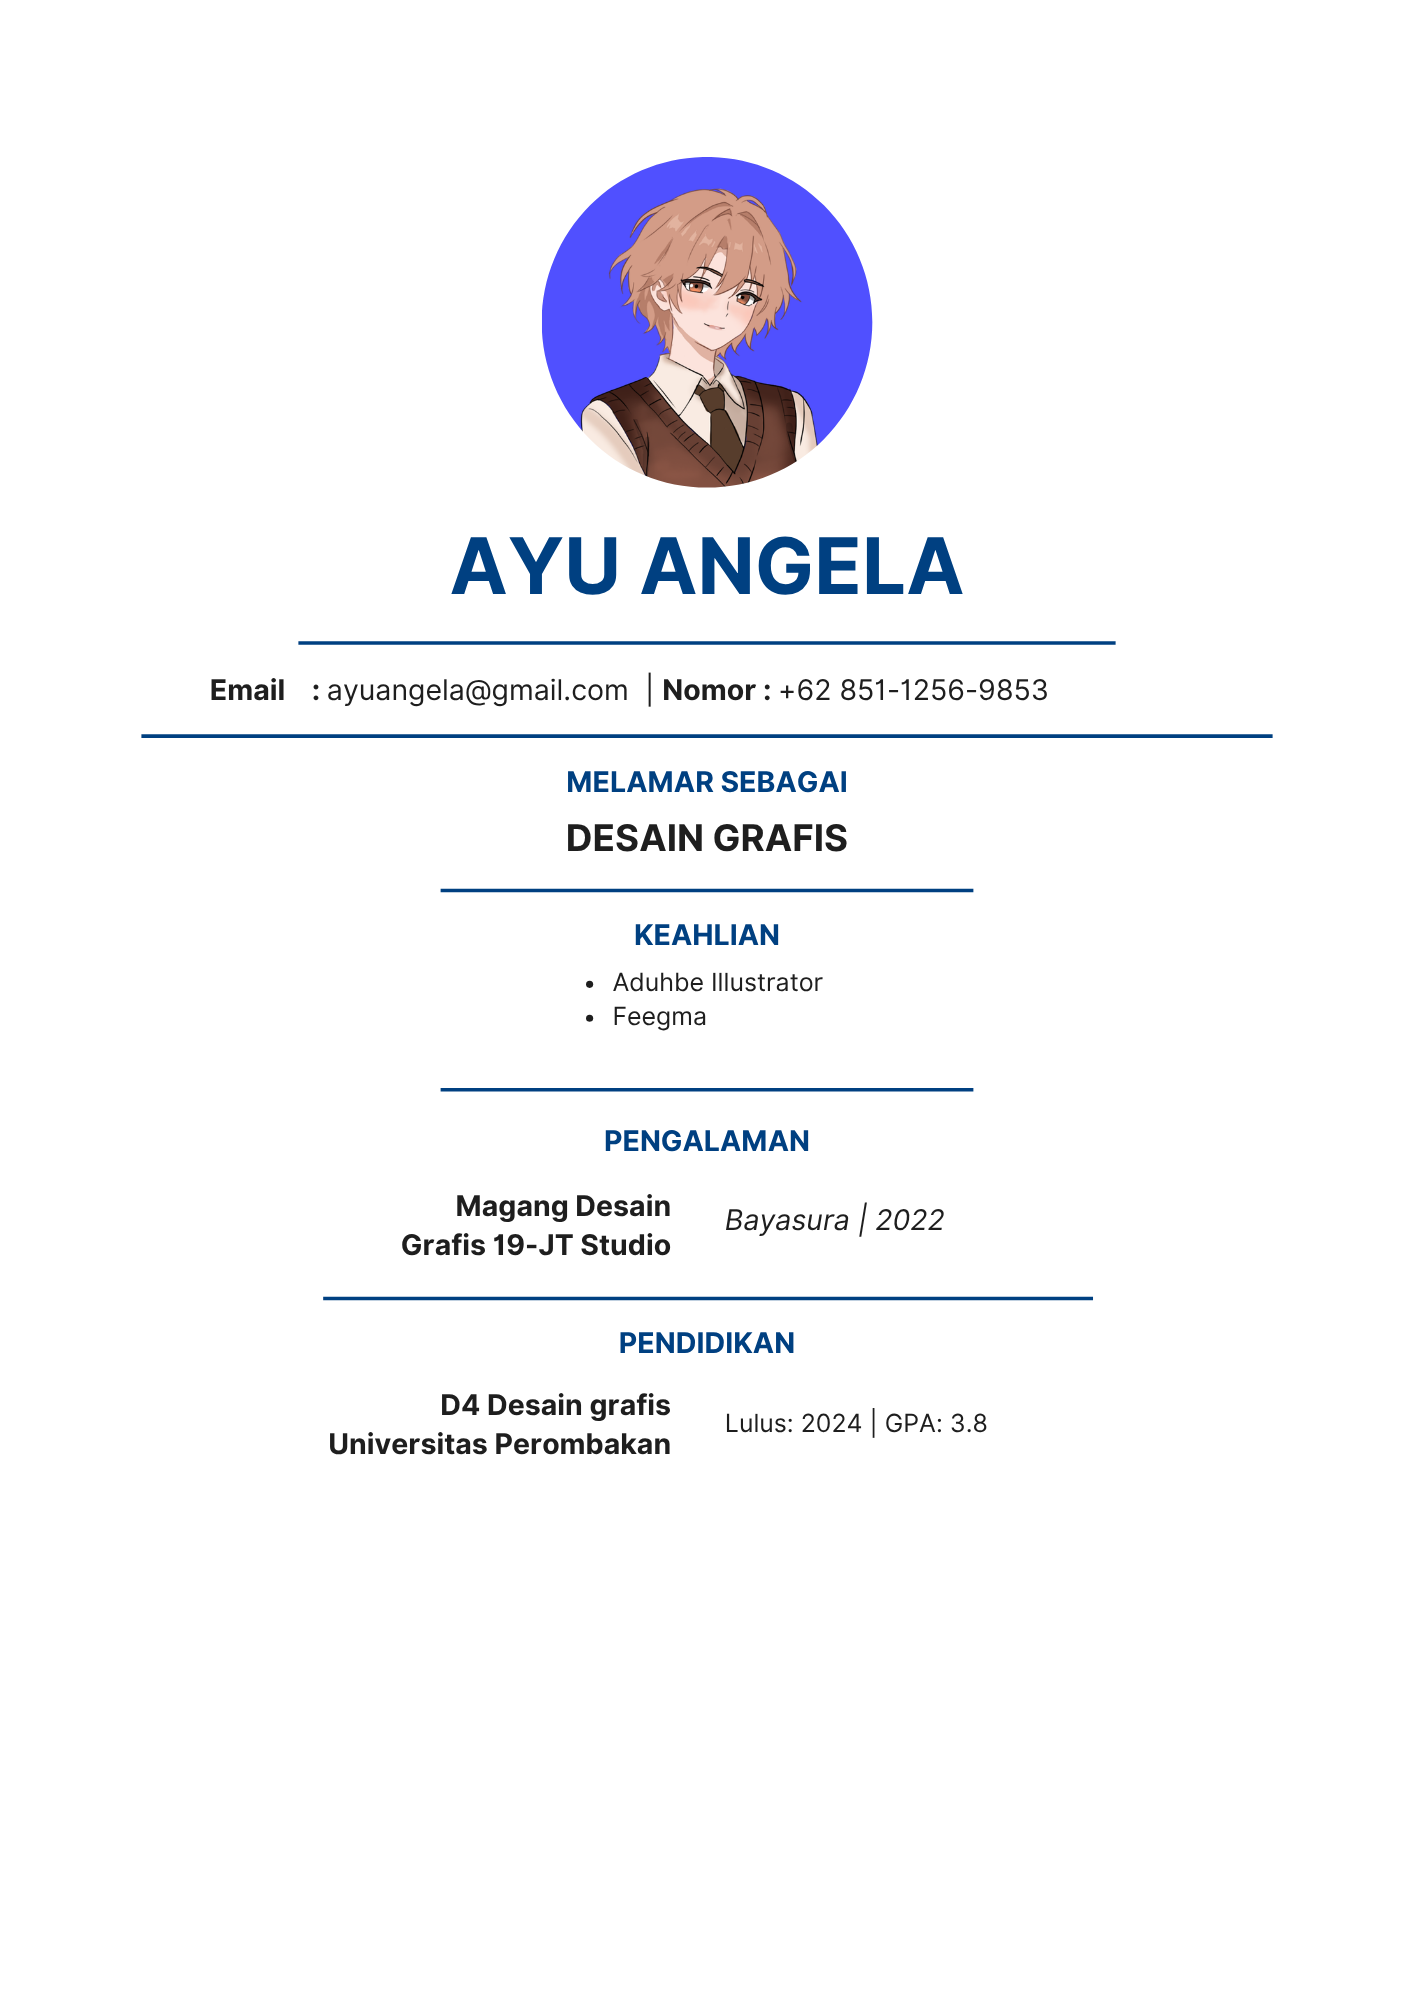 AYU ANGELA
Email : ayuangela@gmail.com | Nomor : +62 851-1256-9853
MELAMAR SEBAGAI
DESAIN GRAFIS
KEAHLIAN
• Aduhbe Illustrator
• Feegma
PENGALAMAN
Magang Desain
Grafis 19-JT Studio
Bayasura | 2022
PENDIDIKAN
D4 Desain grafis
Universitas Perombakan
Lulus: 2024 | GPA: 3.8